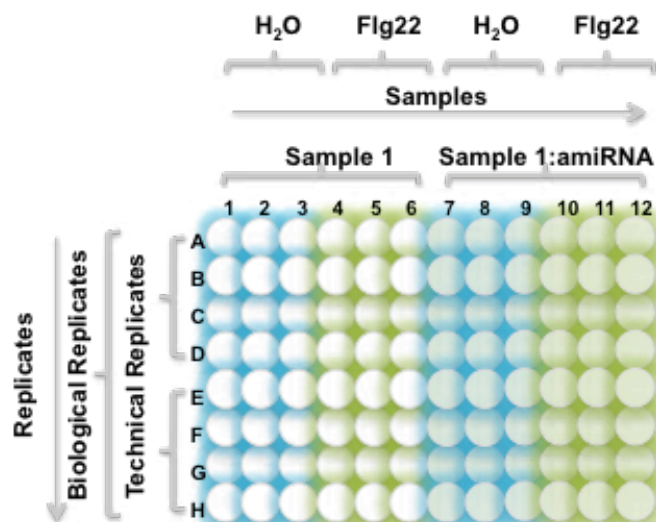 H₂O Flg22 H₂O Flg22
Samples
Sample 1 Sample 1:amiRNA
1 2 3 4 5 6 7 8 9 10 11 12
Replicates
Biological Replicates
Technical Replicates
A
B
C
D
E
F
G
H